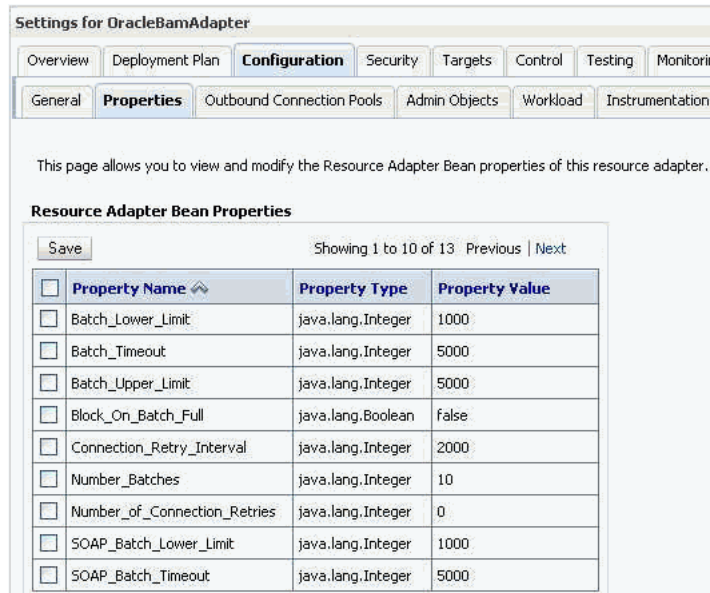 Settings for OracleBamAdapter
Overview Deployment Plan Configuration Security Targets Control Testing Monitorin
General Properties Outbound Connection Pools Admin Objects Workload Instrumentation
This page allows you to view and modify the Resource Adapter Bean properties of this resource adapter.
Resource Adapter Bean Properties
Save Showing 1 to 10 of 13 Previous | Next
Property Name Property Type Property Value
Batch_Lower_Limit java.lang.Integer 1000
Batch_Timeout java.lang.Integer 5000
Batch_Upper_Limit java.lang.Integer 5000
Block_On_Batch_Full java.lang.Boolean false
Connection_Retry_Interval java.lang.Integer 2000
Number_Batches java.lang.Integer 10
Number_of_Connection_Retries java.lang.Integer 0
SOAP_Batch_Lower_Limit java.lang.Integer 1000
SOAP_Batch_Timeout java.lang.Integer 5000